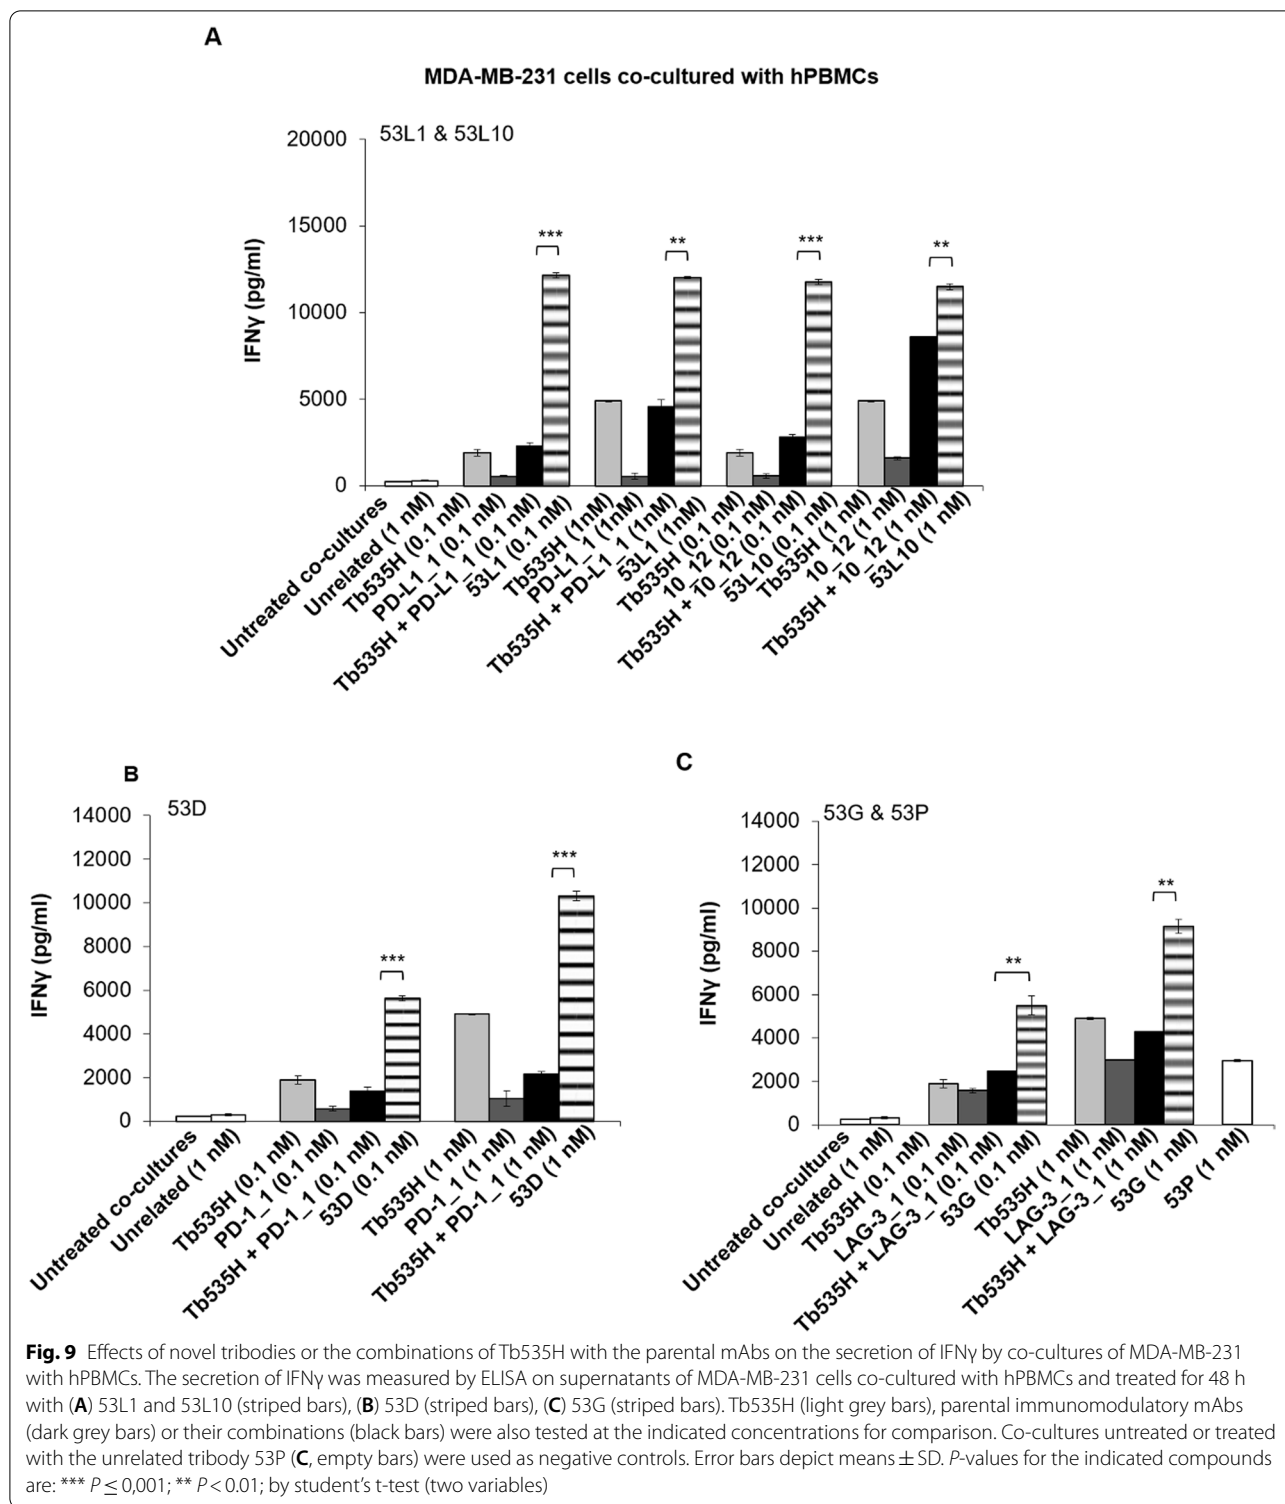 A
MDA-MB-231 cells co-cultured with hPBMCs
53L1 & 53L10
20000
15000
10000
5000
0
IFNγ (pg/ml)
***
**
***
**
Untreated co-cultures
Unrelated (1 nM)
Tb535H (0.1 nM)
PD-L1_1 (0.1 nM)
Tb535H + PD-L1_1 (0.1 nM)
53L1 (0.1 nM)
Tb535H (1nM)
PD-L1_1 (1nM)
Tb535H + PD-L1_1 (1nM)
53L1 (1nM)
Tb535H (0.1 nM)
10_12 (0.1 nM)
Tb535H + 10_12 (0.1 nM)
53L10 (0.1 nM)
Tb535H (1 nM)
10_12 (1 nM)
Tb535H + 10_12 (1 nM)
53L10 (1 nM)
B
53D
14000
12000
10000
8000
6000
4000
2000
0
IFNγ (pg/ml)
***
***
Untreated co-cultures
Unrelated (1 nM)
Tb535H (0.1 nM)
PD-1_1 (0.1 nM)
Tb535H + PD-1_1 (0.1 nM)
53D (0.1 nM)
Tb535H (1 nM)
PD-1_1 (1 nM)
Tb535H + PD-1_1 (1 nM)
53D (1 nM)
C
53G & 53P
14000
12000
10000
8000
6000
4000
2000
0
IFNγ (pg/ml)
**
**
Untreated co-cultures
Unrelated (1 nM)
Tb535H (0.1 nM)
LAG-3_1 (0.1 nM)
Tb535H + LAG-3_1 (0.1 nM)
53G (0.1 nM)
Tb535H (1 nM)
LAG-3_1 (1 nM)
Tb535H + LAG-3_1 (1 nM)
53G (1 nM)
53P (1 nM)
Fig. 9 Effects of novel tribodies or the combinations of Tb535H with the parental mAbs on the secretion of IFNγ by co-cultures of MDA-MB-231
with hPBMCs. The secretion of IFNγ was measured by ELISA on supernatants of MDA-MB-231 cells co-cultured with hPBMCs and treated for 48 h
with (A) 53L1 and 53L10 (striped bars), (B) 53D (striped bars), (C) 53G (striped bars). Tb535H (light grey bars), parental immunomodulatory mAbs
(dark grey bars) or their combinations (black bars) were also tested at the indicated concentrations for comparison. Co-cultures untreated or treated
with the unrelated tribody 53P (C, empty bars) were used as negative controls. Error bars depict means ± SD. P-values for the indicated compounds
are: *** P ≤ 0,001; ** P < 0.01; by student's t-test (two variables)